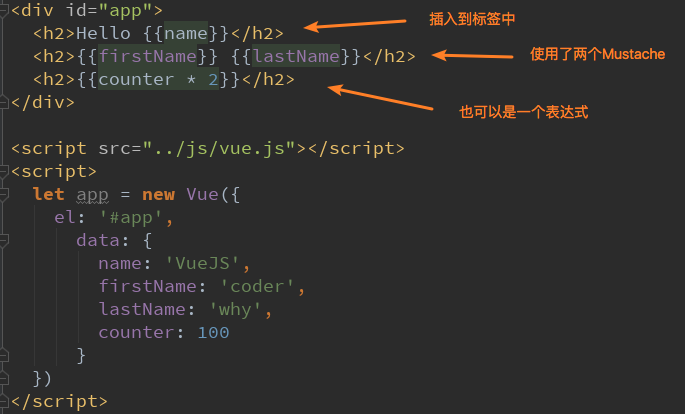 <div id="app">
<h2>Hello {{name}}</h2>
插入到标签中
<h2>{{firstName}} {{lastName}}</h2>
使用了两个Mustache
<h2>{{counter * 2}}</h2>
也可以是一个表达式
</div>
<script src="../js/vue.js"></script>
<script>
let app = new Vue({
el: '#app',
data: {
name: 'VueJS',
firstName: 'coder',
lastName: 'why',
counter: 100
}
})
</script>